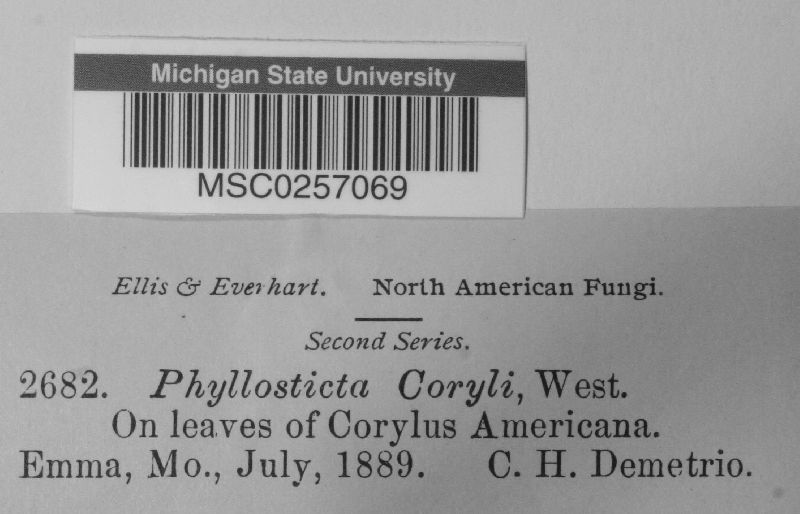 Michigan State University
MSC0257069
Ellis & Everhart. North American Fungi.
Second Series.
2682. Phyllosticta Coryli, West.
On leaves of Corylus Americana.
Emma, Mo., July, 1889. C. H. Demetrio.